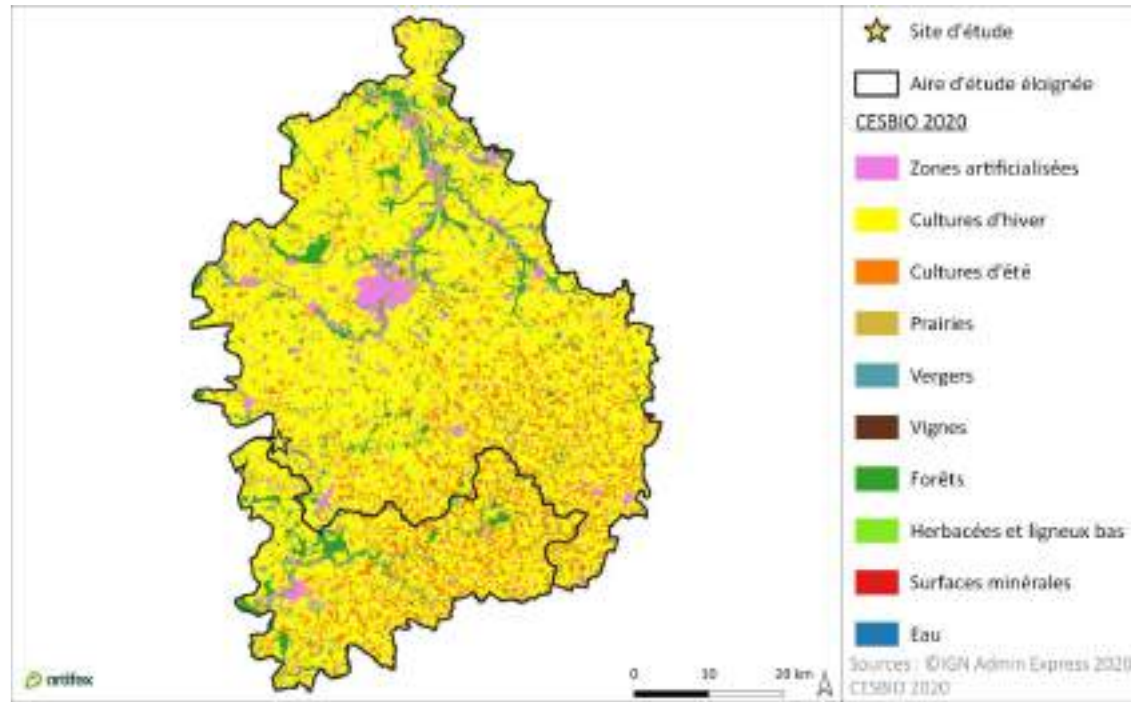 Site d'étude
Aire d'étude éloignée
CESBIO 2020
Zones artificialisées
Cultures d'hiver
Cultures d'été
Prairies
Vergers
Vignes
Forêts
Herbacées et ligneux bas
Surfaces minérales
Eau
Sources : ©IGN Admin Express 2020
CESBIO 2020
0 10 20 km
artifex